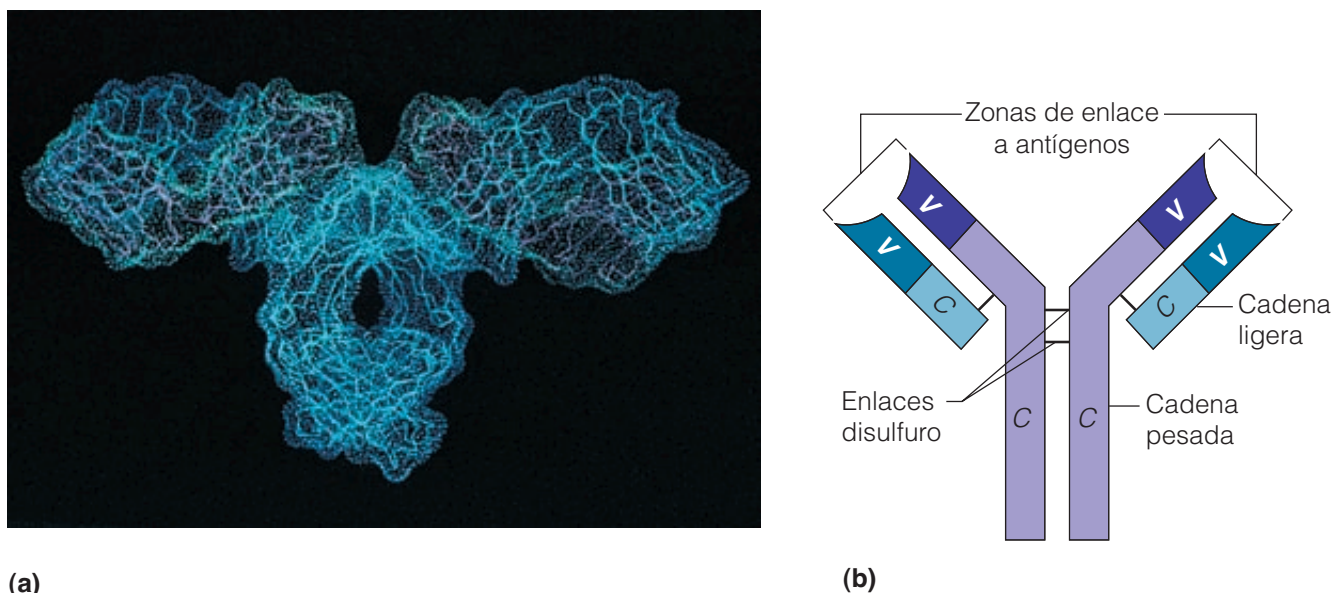 Zonas de enlace
a antígenos
V
V
V
V
C
C
Cadena
ligera
Enlaces
disulfuro
C
C
Cadena
pesada
(a)
(b)